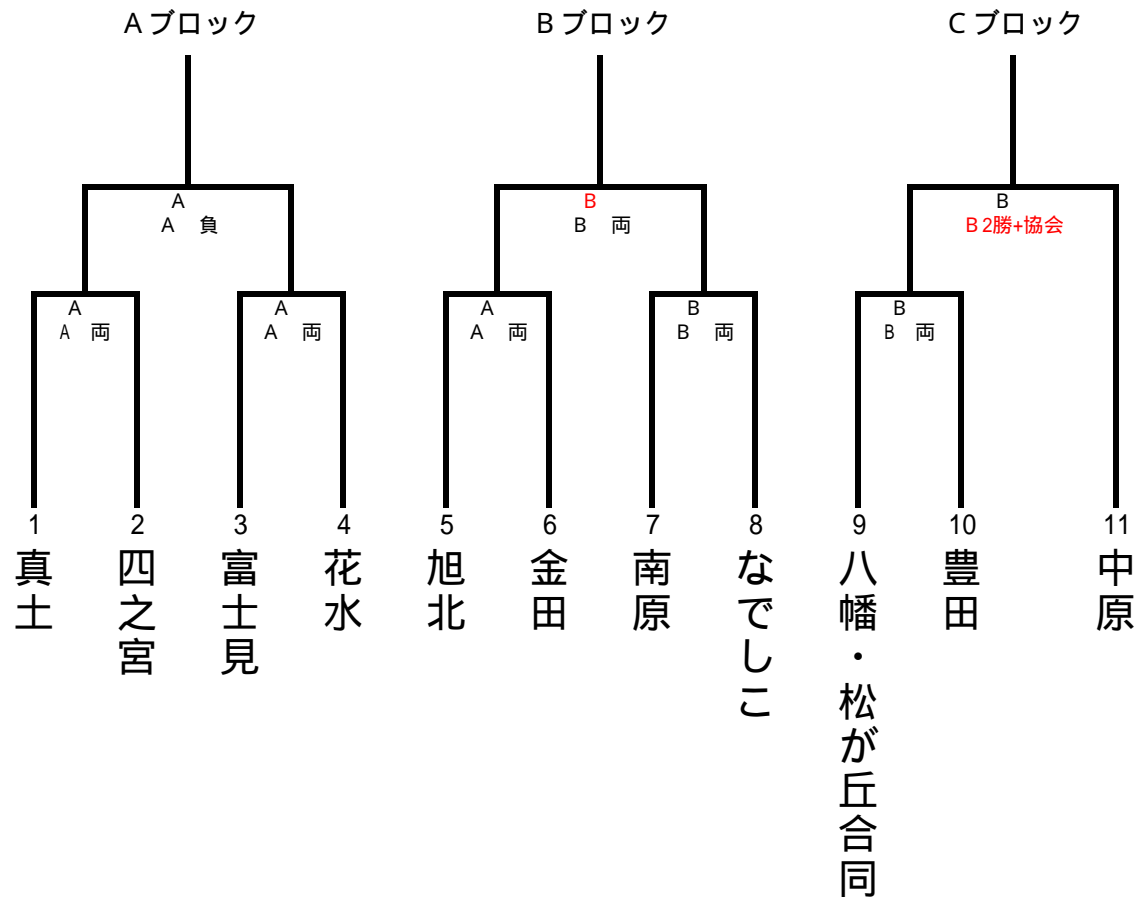 Aブロック
Bブロック
Cブロック
A
A 負
B
B 両
B
B 2勝+協会
A
A 両
A
A 両
A
A 両
B
B 両
B
B 両
1
2
3
4
5
6
7
8
9
10
11
真土
四之宮
富士見
花水
旭北
金田
南原
なでしこ
八幡・松が丘合同
豊田
中原